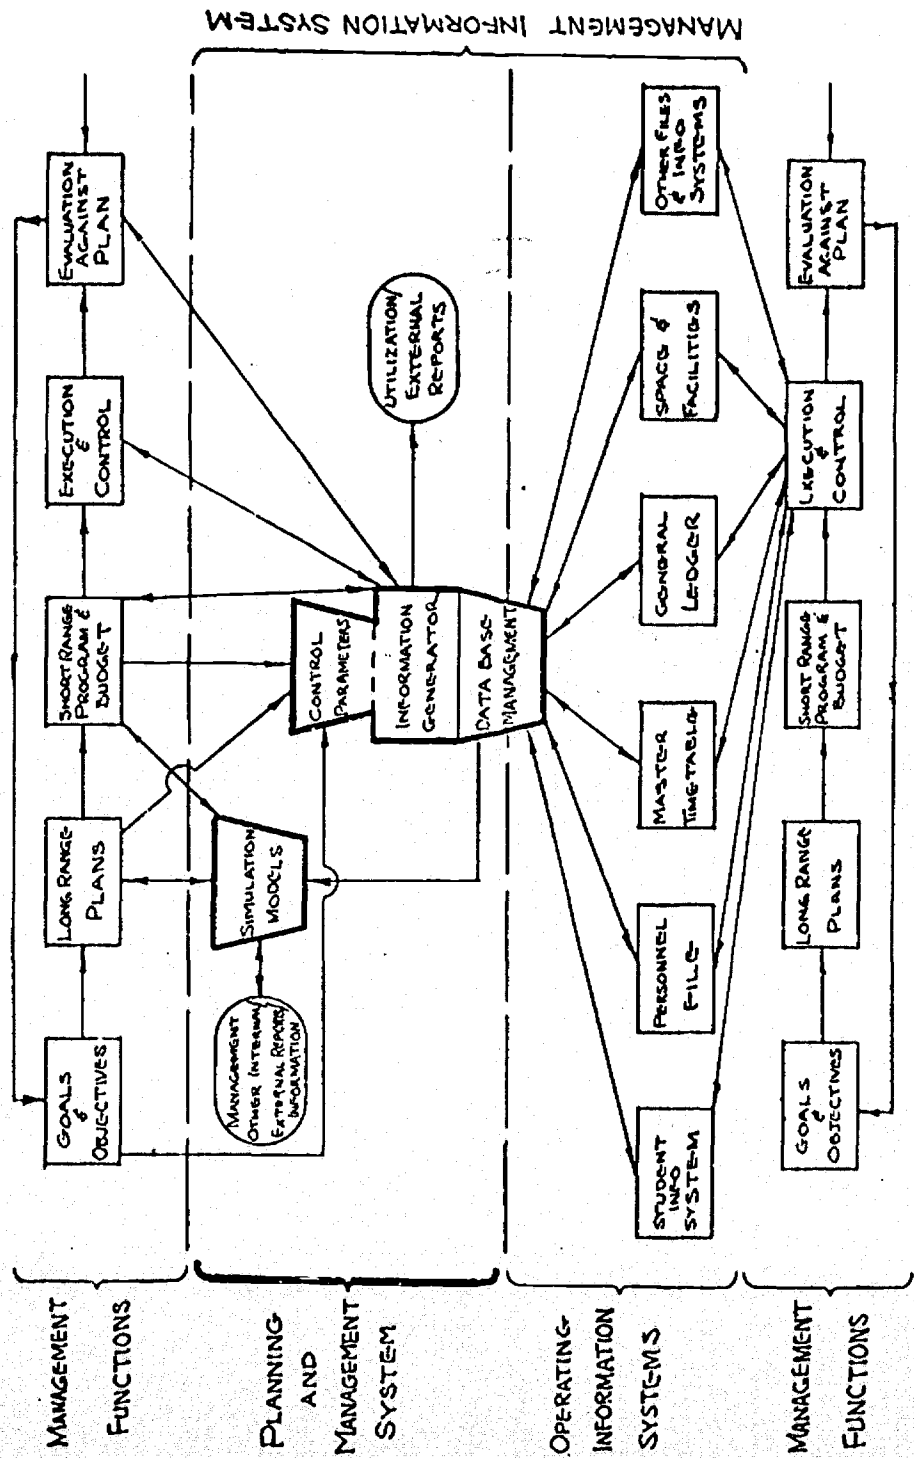 MANAGEMENT INFORMATION SYSTEM
MANAGEMENT
FUNCTIONS
GOALS
&
OBJECTIVES
LONG RANGE
PLANS
SHORT RANGE
PROGRAM &
BUDGET
EXECUTION
&
CONTROL
EVALUATION
AGAINST
PLAN
PLANNING
AND
MANAGEMENT
SYSTEM
MANAGEMENT
OTHER INTERNAL/
EXTERNAL REPORTS/
INFORMATION
SIMULATION
MODELS
CONTROL
PARAMETERS
INFORMATION
GENERATOR
DATA BASE
MANAGEMENT
UTILIZATION/
EXTERNAL
REPORTS
OPERATING
INFORMATION
SYSTEMS
STUDENT
INFO
SYSTEM
PERSONNEL
FILE
MASTER
TIMETABLE
GENERAL
LEDGER
SPACE &
FACILITIES
OTHER FILES
& INFO
SYSTEMS
MANAGEMENT
FUNCTIONS
GOALS
&
OBJECTIVES
LONG RANGE
PLANS
SHORT RANGE
PROGRAM &
BUDGET
EXECUTION
&
CONTROL
EVALUATION
AGAINST
PLAN